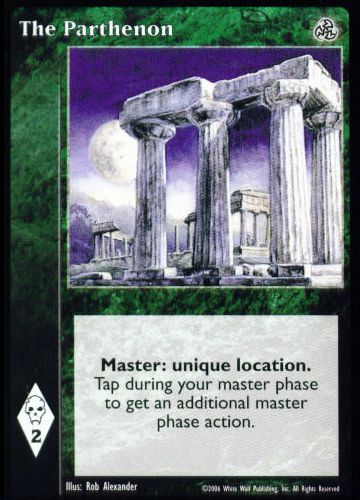 The Parthenon
Master: unique location.
Tap during your master phase
to get an additional master
phase action.
2
Illus: Rob Alexander
©2006 White Wolf Publishing, Inc. All Rights Reserved